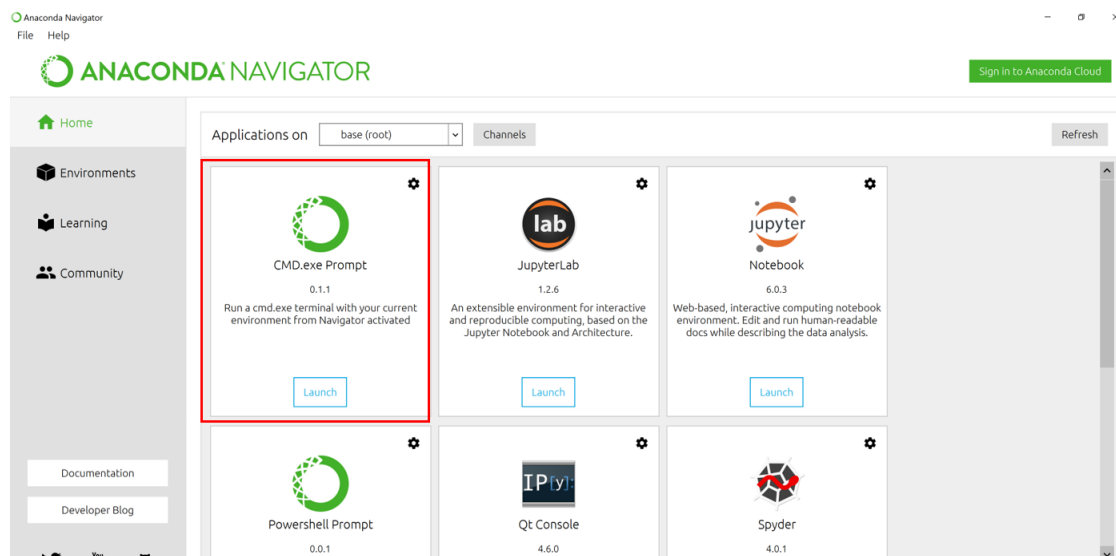 Anaconda Navigator
File Help
ANACONDA NAVIGATOR
Sign in to Anaconda Cloud
Home
Applications on base (root) Channels Refresh
Environments
Learning
Community
CMD.exe Prompt
0.1.1
Run a cmd.exe terminal with your current
environment from Navigator activated
Launch
lab
JupyterLab
1.2.6
An extensible environment for interactive
and reproducible computing, based on the
Jupyter Notebook and Architecture.
Launch
jupyter
Notebook
6.0.3
Web-based, interactive computing notebook
environment. Edit and run human-readable
docs while describing the data analysis.
Launch
Powershell Prompt
0.0.1
IP[y]:
Qt Console
4.6.0
Spyder
4.0.1
Documentation
Developer Blog
You